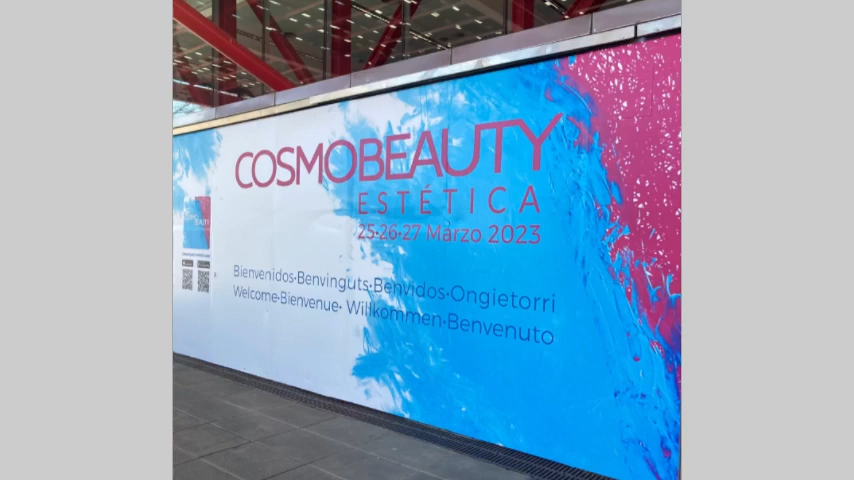 COSMOBEAUTY
ESTÉTICA
25·26·27 Marzo 2023
Bienvenidos·Benvinguts·Benvidos·Ongietorri
Welcome·Bienvenue· Willkommen·Benvenuto